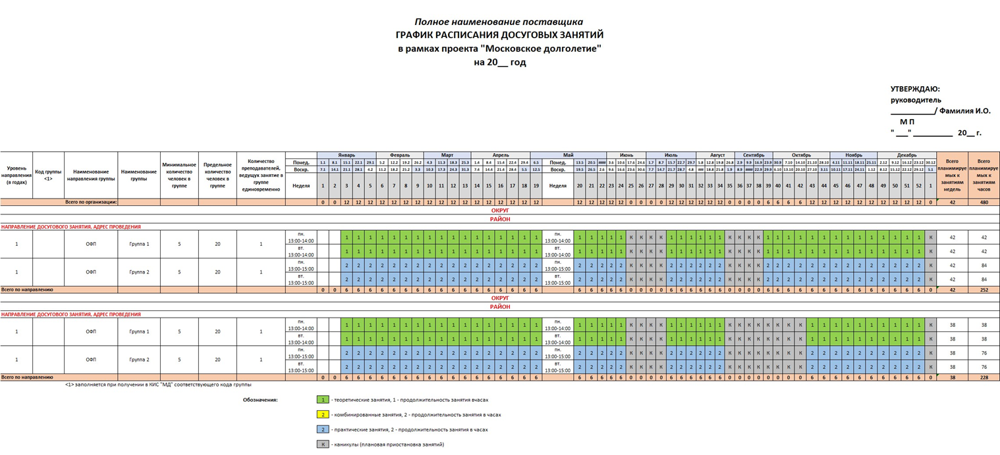 Полное наименование поставщика
ГРАФИК РАСПИСАНИЯ ДОСУГОВЫХ ЗАНЯТИЙ
в рамках проекта "Московское долголетие"
на 20__ год
УТВЕРЖДАЮ:
руководитель
__________/ Фамилия И.О.
М П
" ___" _________ 20__ г.
Уровень направления (в годах) Код группы <1> Наименование направления группы Наименование группы Минимальное количество человек в группе Предельное количество человек в группе Количество преподавателей, ведущих занятие в группе единовременно Январь Февраль Март Апрель Май Июнь Июль Август Сентябрь Октябрь Ноябрь Декабрь Всего планимируемых к занятиям недель Всего планимируемых к занятиям часов
Понед. 1.1 8.1 15.1 22.1 29.1 5.2 12.2 19.2 26.2 4.3 11.3 18.3 25.3 1.4 8.4 15.4 22.4 29.4 6.5 Понед. 13.5 20.5 #### 3.6 10.6 17.6 24.6 1.7 8.7 15.7 22.7 29.7 5.8 12.8 19.8 26.8 2.9 9.9 16.9 23.9 30.9 7.10 14.10 21.10 28.10 4.11 11.11 18.11 25.11 2.12 9.12 16.12 23.12 30.12
Воскр. 7.1 14.1 21.1 28.1 4.2 11.2 18.2 25.2 3.3 10.3 17.3 24.3 31.3 7.4 14.4 21.4 28.4 5.5 12.5 Воскр. 19.5 26.5 2.6 9.6 16.6 23.6 30.6 7.7 14.7 21.7 28.7 4.8 ### 18.8 25.8 1.9 8.9 #### 22.9 29.9 6.10 13.10 20.10 27.10 3.11 10.11 17.11 24.11 1.12 8.12 15.12 22.12 29.12 5.1
Неделя 1 2 3 4 5 6 7 8 9 10 11 12 13 14 15 16 17 18 19 Неделя 20 21 22 23 24 25 26 27 28 29 30 31 32 33 34 35 36 37 38 39 40 41 42 43 44 45 46 47 48 49 50 51 52 1
Всего по организации: 0 0 12 12 12 12 12 12 12 12 12 12 12 12 12 12 12 12 12 12 12 12 12 12 0 0 0 0 12 12 12 12 12 12 0 0 0 0 6 6 6 6 12 12 12 12 12 12 12 12 12 12 0 42 480
ОКРУГ
РАЙОН
НАПРАВЛЕНИЕ ДОСУГОВОГО ЗАНЯТИЯ, АДРЕС ПРОВЕДЕНИЯ
1 ОФП Группа 1 5 20 1 пн. 13:00-14:00 1 1 1 1 1 1 1 1 1 1 1 1 1 1 1 1 1 пн. 13:00-14:00 1 1 1 1 1 К К К К 1 1 1 1 1 1 К К К К 1 1 1 1 1 1 1 1 1 1 1 1 1 1 К 42 42
вт. 13:00-14:00 1 1 1 1 1 1 1 1 1 1 1 1 1 1 1 1 1 вт. 13:00-14:00 1 1 1 1 1 К К К К 1 1 1 1 1 1 К К К К 1 1 1 1 1 1 1 1 1 1 1 1 1 1 К 42 42
1 ОФП Группа 2 5 20 1 пн. 13:00-15:00 2 2 2 2 2 2 2 2 2 2 2 2 2 2 2 2 2 пн. 13:00-15:00 2 2 2 2 2 К К К К 2 2 2 2 2 2 К К К К 2 2 2 2 2 2 2 2 2 2 2 2 2 2 К 42 84
вт. 13:00-15:00 2 2 2 2 2 2 2 2 2 2 2 2 2 2 2 2 2 вт. 13:00-15:00 2 2 2 2 2 К К К К 2 2 2 2 2 2 К К К К 2 2 2 2 2 2 2 2 2 2 2 2 2 2 К 42 84
Всего по направлению 0 0 6 6 6 6 6 6 6 6 6 6 6 6 6 6 6 6 6 6 6 6 6 6 0 0 0 0 6 6 6 6 6 6 0 0 0 0 6 6 6 6 6 6 6 6 6 6 6 6 6 6 0 42 252
ОКРУГ
РАЙОН
НАПРАВЛЕНИЕ ДОСУГОВОГО ЗАНЯТИЯ, АДРЕС ПРОВЕДЕНИЯ
1 ОФП Группа 1 5 20 1 пн. 13:00-14:00 1 1 1 1 1 1 1 1 1 1 1 1 1 1 1 1 1 пн. 13:00-14:00 1 1 1 1 1 К К К К 1 1 1 1 1 1 К К К К К К К К 1 1 1 1 1 1 1 1 1 1 К 38 38
вт. 13:00-14:00 1 1 1 1 1 1 1 1 1 1 1 1 1 1 1 1 1 вт. 13:00-14:00 1 1 1 1 1 К К К К 1 1 1 1 1 1 К К К К К К К К 1 1 1 1 1 1 1 1 1 1 К 38 38
1 ОФП Группа 2 5 20 1 пн. 13:00-15:00 2 2 2 2 2 2 2 2 2 2 2 2 2 2 2 2 2 пн. 13:00-15:00 2 2 2 2 2 К К К К 2 2 2 2 2 2 К К К К К К К К 2 2 2 2 2 2 2 2 2 2 К 38 76
вт. 13:00-15:00 2 2 2 2 2 2 2 2 2 2 2 2 2 2 2 2 2 вт. 13:00-15:00 2 2 2 2 2 К К К К 2 2 2 2 2 2 К К К К К К К К 2 2 2 2 2 2 2 2 2 2 К 38 76
Всего по направлению 0 0 6 6 6 6 6 6 6 6 6 6 6 6 6 6 6 6 6 6 6 6 6 6 0 0 0 0 6 6 6 6 6 6 0 0 0 0 0 0 0 0 6 6 6 6 6 6 6 6 6 6 0 38 228
<1> заполняется при получении в КИС "МД" соответствующего кода группы
Обозначения: 1 - теоретические занятия, 1 - продолжительность занятия вчасах
2 - комбинированные занятия, 2 - продолжительность занятия в часах
2 - практические занятия, 2 - продолжительность занятия в часах
К - каникулы (плановая приостановка занятий)